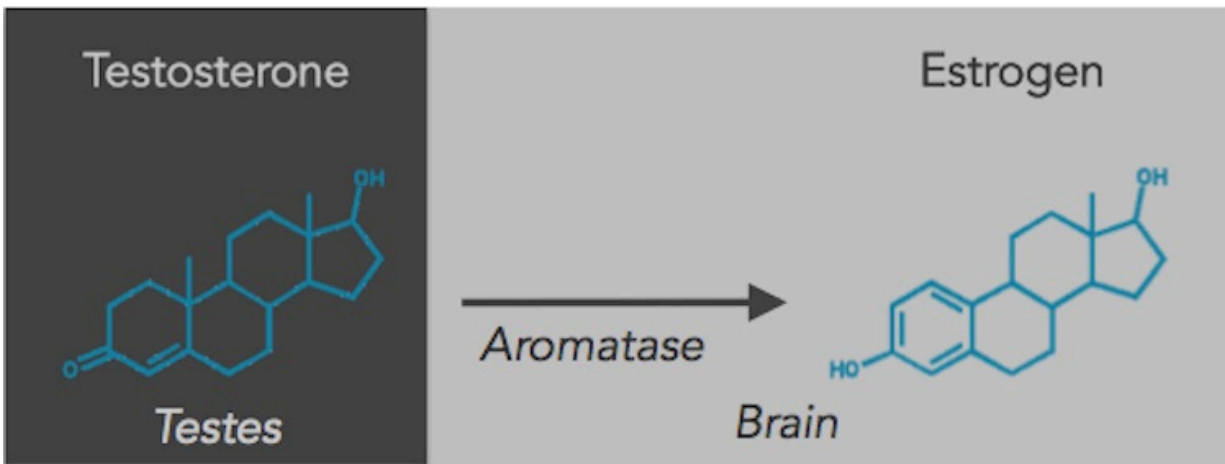 Testosterone
OH
O
Testes
Aromatase
Estrogen
OH
HO
Brain